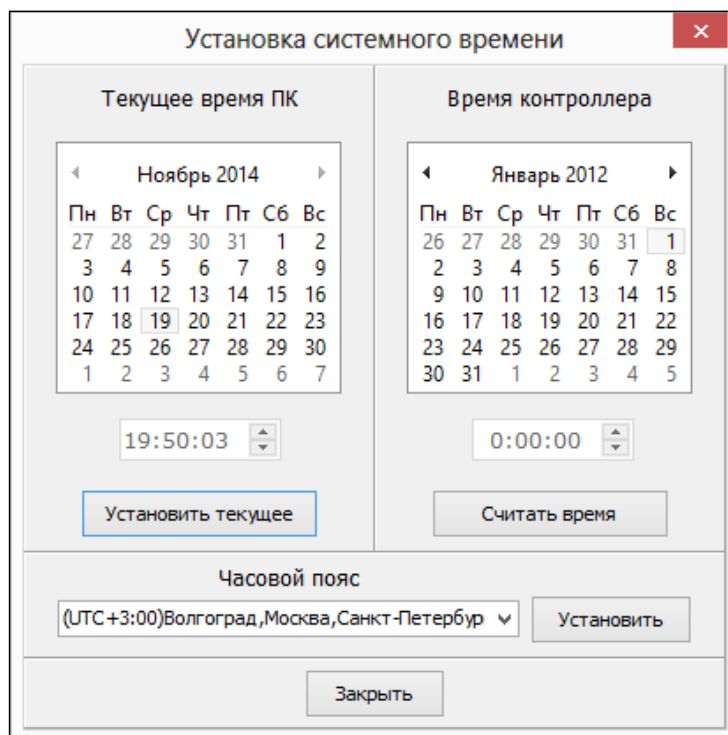 Установка системного времени
Текущее время ПК
Ноябрь 2014
Пн Вт Ср Чт Пт Сб Вс
27 28 29 30 31 1 2
3 4 5 6 7 8 9
10 11 12 13 14 15 16
17 18 19 20 21 22 23
24 25 26 27 28 29 30
1 2 3 4 5 6 7
19:50:03
Установить текущее
Время контроллера
Январь 2012
Пн Вт Ср Чт Пт Сб Вс
26 27 28 29 30 31 1
2 3 4 5 6 7 8
9 10 11 12 13 14 15
16 17 18 19 20 21 22
23 24 25 26 27 28 29
30 31 1 2 3 4 5
0:00:00
Считать время
Часовой пояс
(UTC+3:00)Волгоград,Москва,Санкт-Петербур
Установить
Закрыть